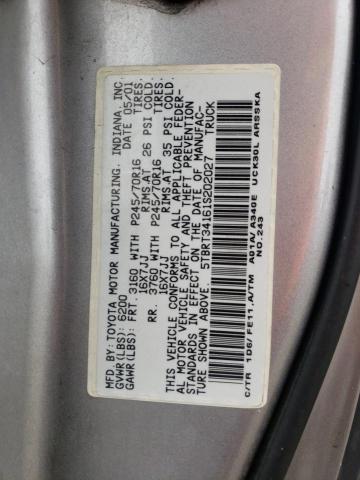 MFD.BY: TOYOTA MOTOR MANUFACTURING, INDIANA, INC.
GVWR(LBS): 6200 DATE 05/01
GAWR(LBS): FRT. 3160 WITH P245/70R16 TIRES,
16X7JJ RIMS,AT 26 PSI COLD.
RR. 3760 WITH P245/70R16 TIRES,
16X7JJ RIMS,AT 35 PSI COLD.
THIS VEHICLE CONFORMS TO ALL APPLICABLE FEDER-
AL MOTOR VEHICLE SAFETY AND THEFT PREVENTION
STANDARDS IN EFFECT ON THE DATE OF MANUFAC-
TURE SHOWN ABOVE. 5TBRT34161S202027 TRUCK
C/TR 1D6/FE11.A/TM A01A/A340E UCK30L ARSSKA
NO.243